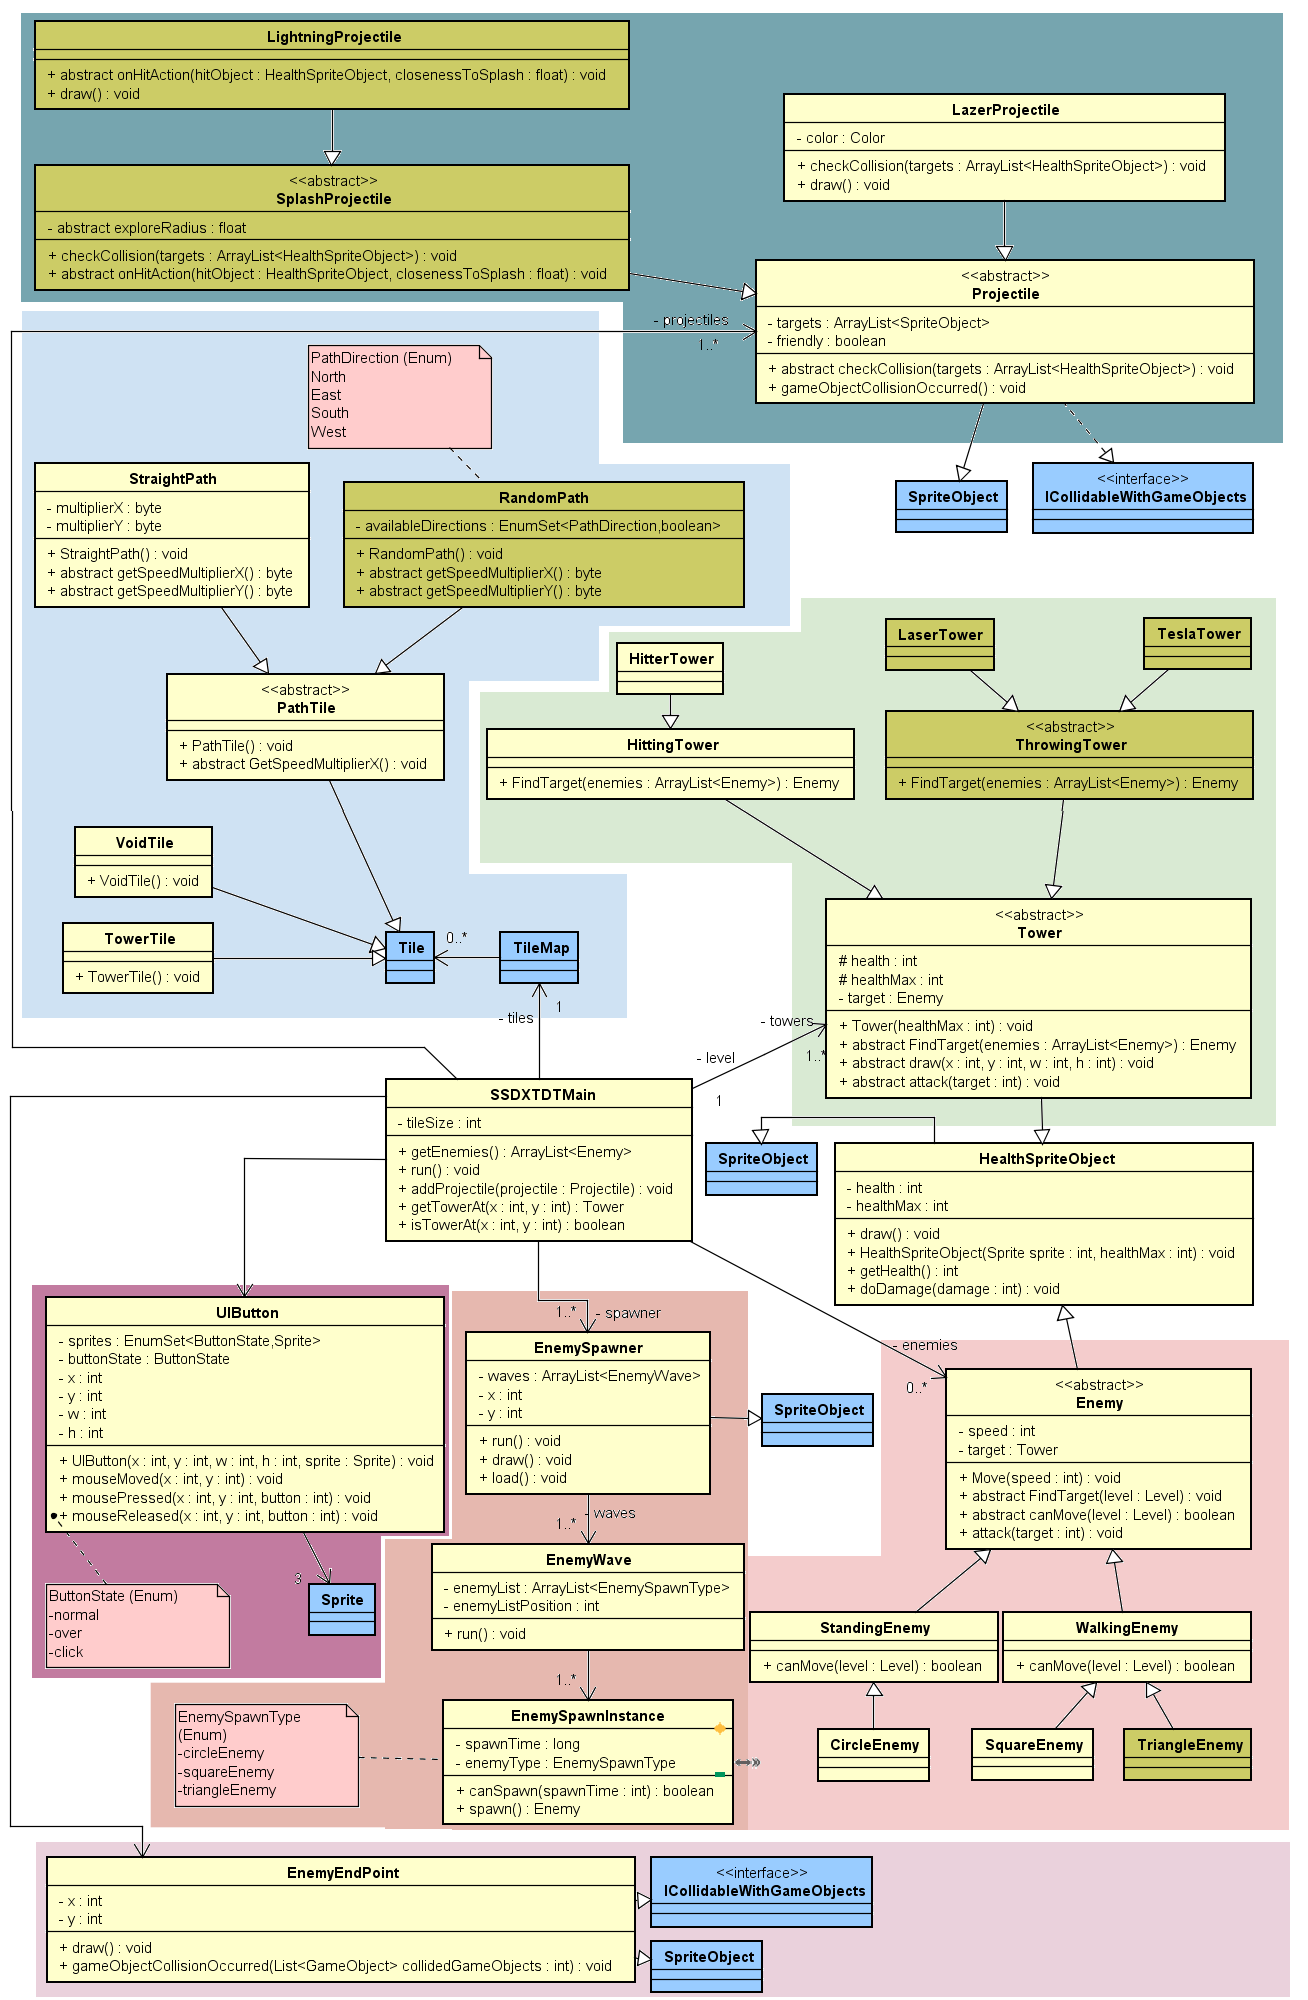 LightningProjectile
+ abstract onHitAction(hitObject : HealthSpriteObject, closenessToSplash : float) : void
+ draw() : void
LazerProjectile
- color : Color
+ checkCollision(targets : ArrayList<HealthSpriteObject>) : void
+ draw() : void
<<abstract>>
SplashProjectile
- abstract exploreRadius : float
+ checkCollision(targets : ArrayList<HealthSpriteObject>) : void
+ abstract onHitAction(hitObject : HealthSpriteObject, closenessToSplash : float) : void
<<abstract>>
Projectile
- targets : ArrayList<SpriteObject>
- friendly : boolean
+ abstract checkCollision(targets : ArrayList<HealthSpriteObject>) : void
+ gameObjectCollisionOccurred() : void
- projectiles
1..*
PathDirection (Enum)
North
East
South
West
SpriteObject
<<interface>>
ICollidableWithGameObjects
StraightPath
- multiplierX : byte
- multiplierY : byte
+ StraightPath() : void
+ abstract getSpeedMultiplierX() : byte
+ abstract getSpeedMultiplierY() : byte
RandomPath
- availableDirections : EnumSet<PathDirection,boolean>
+ RandomPath() : void
+ abstract getSpeedMultiplierX() : byte
+ abstract getSpeedMultiplierY() : byte
<<abstract>>
PathTile
+ PathTile() : void
+ abstract GetSpeedMultiplierX() : void
HitterTower
LaserTower
TeslaTower
HittingTower
+ FindTarget(enemies : ArrayList<Enemy>) : Enemy
<<abstract>>
ThrowingTower
+ FindTarget(enemies : ArrayList<Enemy>) : Enemy
VoidTile
+ VoidTile() : void
TowerTile
+ TowerTile() : void
Tile
0..*
TileMap
- tiles
1
<<abstract>>
Tower
# health : int
# healthMax : int
- target : Enemy
+ Tower(healthMax : int) : void
+ abstract FindTarget(enemies : ArrayList<Enemy>) : Enemy
+ abstract draw(x : int, y : int, w : int, h : int) : void
+ abstract attack(target : int) : void
- towers
1..*
- level
1
SSDXTDTMain
- tileSize : int
+ getEnemies() : ArrayList<Enemy>
+ run() : void
+ addProjectile(projectile : Projectile) : void
+ getTowerAt(x : int, y : int) : Tower
+ isTowerAt(x : int, y : int) : boolean
SpriteObject
HealthSpriteObject
- health : int
- healthMax : int
+ draw() : void
+ HealthSpriteObject(Sprite sprite : int, healthMax : int) : void
+ getHealth() : int
+ doDamage(damage : int) : void
UIButton
- sprites : EnumSet<ButtonState,Sprite>
- buttonState : ButtonState
- x : int
- y : int
- w : int
- h : int
+ UIButton(x : int, y : int, w : int, h : int, sprite : Sprite) : void
+ mouseMoved(x : int, y : int) : void
+ mousePressed(x : int, y : int, button : int) : void
+ mouseReleased(x : int, y : int, button : int) : void
1..*
- spawner
EnemySpawner
- waves : ArrayList<EnemyWave>
- x : int
- y : int
+ run() : void
+ draw() : void
+ load() : void
SpriteObject
- enemies
0..*
<<abstract>>
Enemy
- speed : int
- target : Tower
+ Move(speed : int) : void
+ abstract FindTarget(level : Level) : void
+ abstract canMove(level : Level) : boolean
+ attack(target : int) : void
- waves
1..*
3
Sprite
ButtonState (Enum)
-normal
-over
-click
EnemyWave
- enemyList : ArrayList<EnemySpawnType>
- enemyListPosition : int
+ run() : void
1..*
StandingEnemy
+ canMove(level : Level) : boolean
WalkingEnemy
+ canMove(level : Level) : boolean
EnemySpawnType
(Enum)
-circleEnemy
-squareEnemy
-triangleEnemy
EnemySpawnInstance
- spawnTime : long
- enemyType : EnemySpawnType
+ canSpawn(spawnTime : int) : boolean
+ spawn() : Enemy
CircleEnemy
SquareEnemy
TriangleEnemy
EnemyEndPoint
- x : int
- y : int
+ draw() : void
+ gameObjectCollisionOccurred(List<GameObject> collidedGameObjects : int) : void
<<interface>>
ICollidableWithGameObjects
SpriteObject